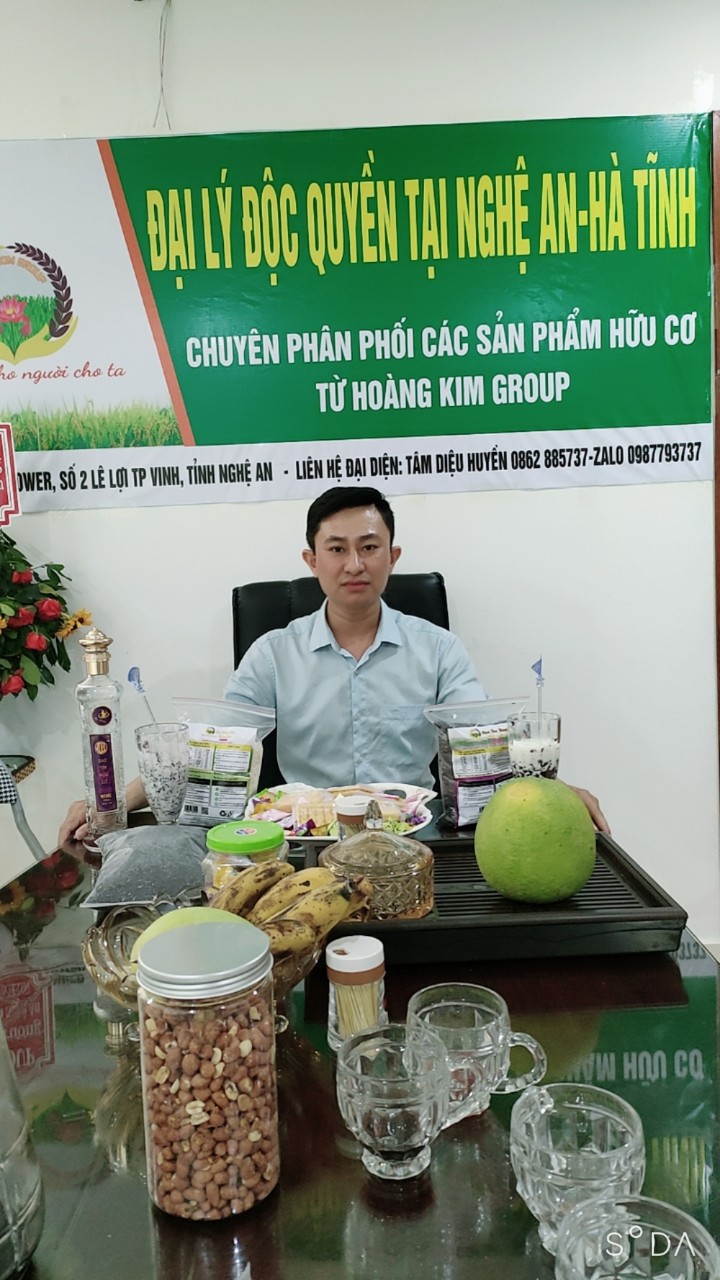 ĐẠI LÝ ĐỘC QUYỀN TẠI NGHỆ AN-HÀ TĨNH
KIM GROUP
CHUYÊN PHÂN PHỐI CÁC SẢN PHẨM HỮU CƠ
TỪ HOÀNG KIM GROUP
người cho ta
OWER, SỐ 2 LÊ LỢI TP VINH, TỈNH NGHỆ AN - LIÊN HỆ ĐẠI DIỆN: TÂM DIỆU HUYỀN 0862 885737-ZALO 0987793737
SODA